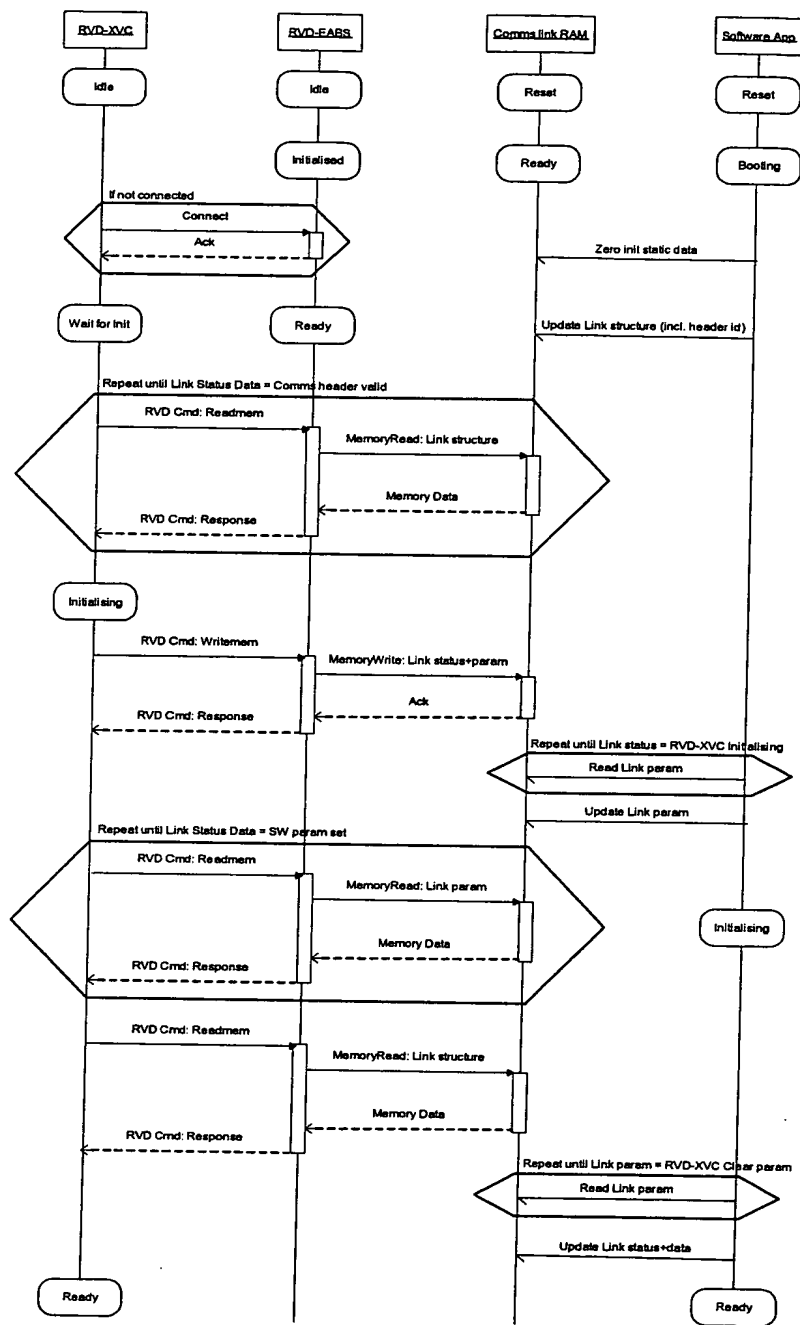 RVD-XVC
RVD-EABS
Comms link RAM
Software App
Idle
Idle
Reset
Reset
Initialised
Ready
Booting
If not connected
Connect
Ack
Zero init static data
Wait for Init
Ready
Update Link structure (incl. header id)
Repeat until Link Status Data = Comms header valid
RVD Cmd: Readmem
MemoryRead: Link structure
Memory Data
RVD Cmd: Response
Initialising
RVD Cmd: Writemem
MemoryWrite: Link status+param
Ack
RVD Cmd: Response
Repeat until Link status = RVD-XVC Initialising
Read Link param
Update Link param
Repeat until Link Status Data = SW param set
RVD Cmd: Readmem
MemoryRead: Link param
Initialising
Memory Data
RVD Cmd: Response
RVD Cmd: Readmem
MemoryRead: Link structure
Memory Data
RVD Cmd: Response
Repeat until Link param = RVD-XVC Clear param
Read Link param
Update Link status+data
Ready
Ready